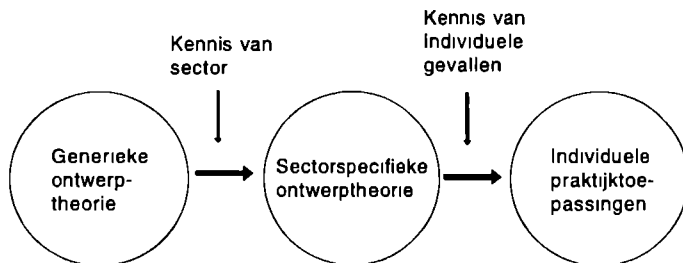 Kennis van
sector
Kennis van
individuele
gevallen
Generieke
ontwerp-
theorie
Sectorspecifieke
ontwerptheorie
Individuele
praktijktoe-
passingen